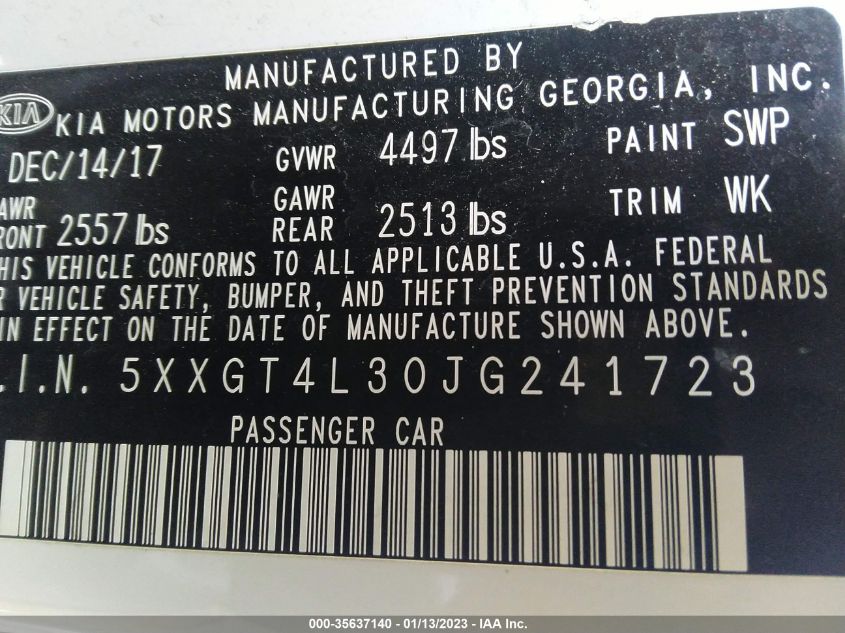 MANUFACTURED BY
KIA KIA MOTORS MANUFACTURING GEORGIA, INC.
DEC/14/17 GVWR 4497 lbs PAINT SWP
AWR GAWR
RONT 2557 lbs REAR 2513 lbs TRIM WK
HIS VEHICLE CONFORMS TO ALL APPLICABLE U.S.A. FEDERAL
R VEHICLE SAFETY, BUMPER, AND THEFT PREVENTION STANDARDS
IN EFFECT ON THE DATE OF MANUFACTURE SHOWN ABOVE.
.I.N. 5XXGT4L30JG241723
PASSENGER CAR
000-35637140 - 01/13/2023 - IAA Inc.